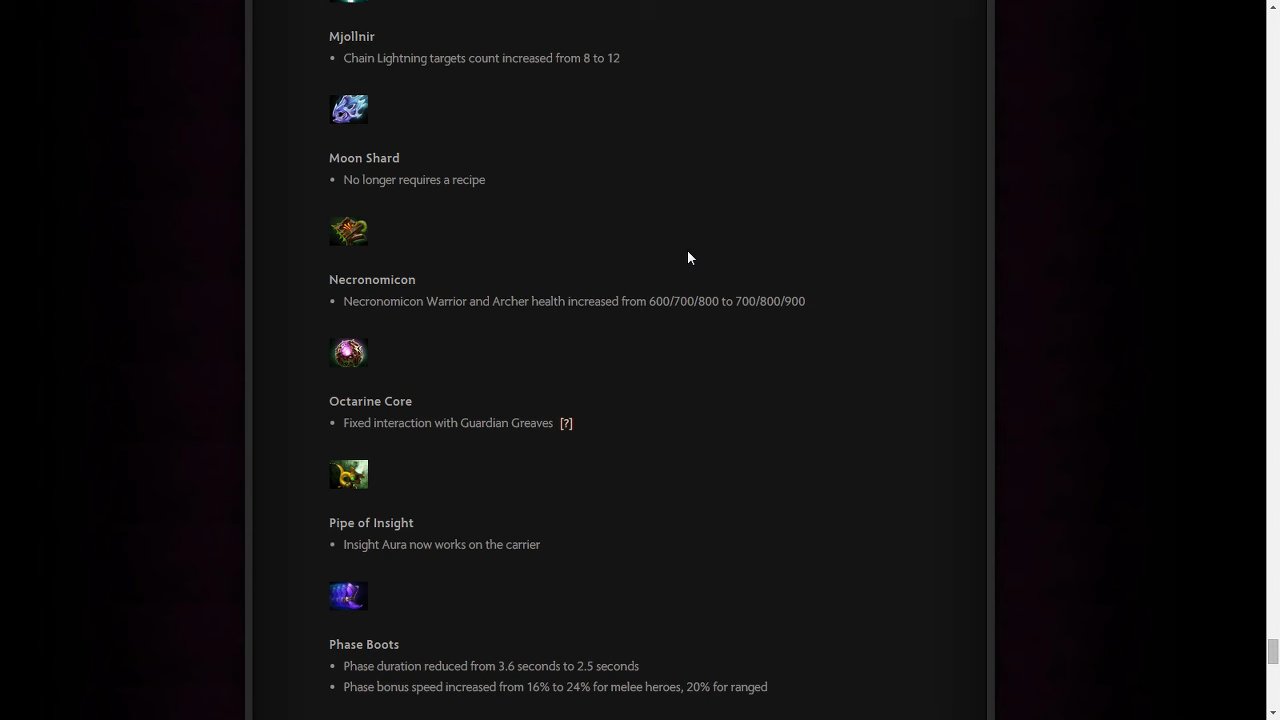 Mjollnir
• Chain Lightning targets count increased from 8 to 12
Moon Shard
• No longer requires a recipe
Necronomicon
• Necronomicon Warrior and Archer health increased from 600/700/800 to 700/800/900
Octarine Core
• Fixed interaction with Guardian Greaves [?]
Pipe of Insight
• Insight Aura now works on the carrier
Phase Boots
• Phase duration reduced from 3.6 seconds to 2.5 seconds
• Phase bonus speed increased from 16% to 24% for melee heroes, 20% for ranged